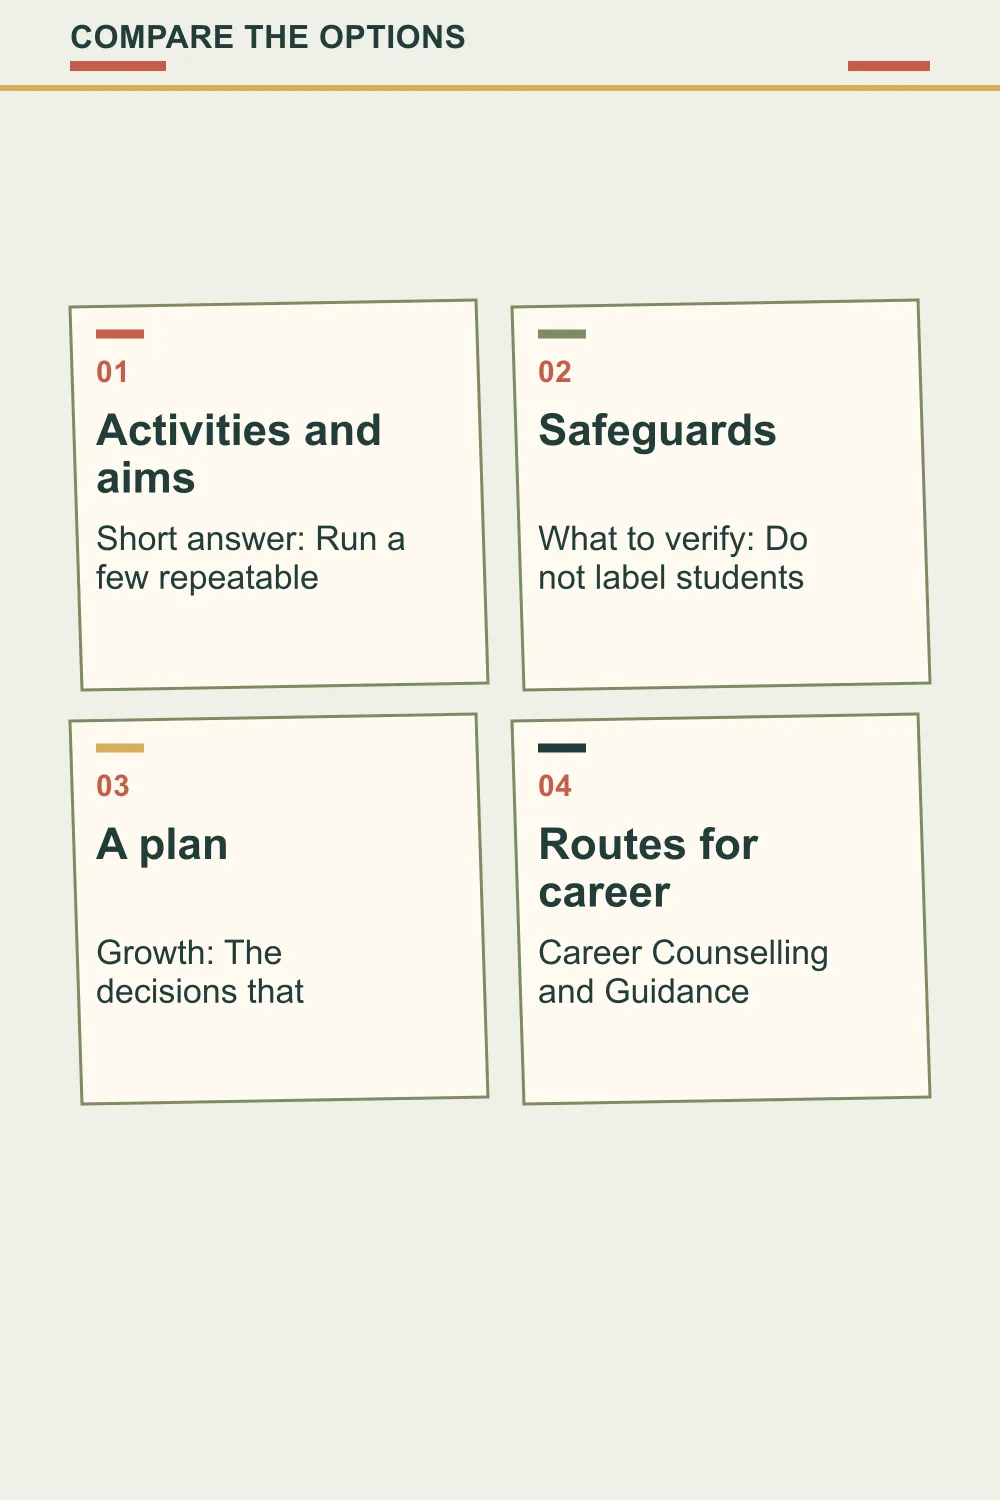 COMPARE THE OPTIONS
01
Activities and
aims
Short answer: Run a
few repeatable
02
Safeguards
What to verify: Do
not label students
03
A plan
Growth: The
decisions that
04
Routes for
career
Career Counselling
and Guidance